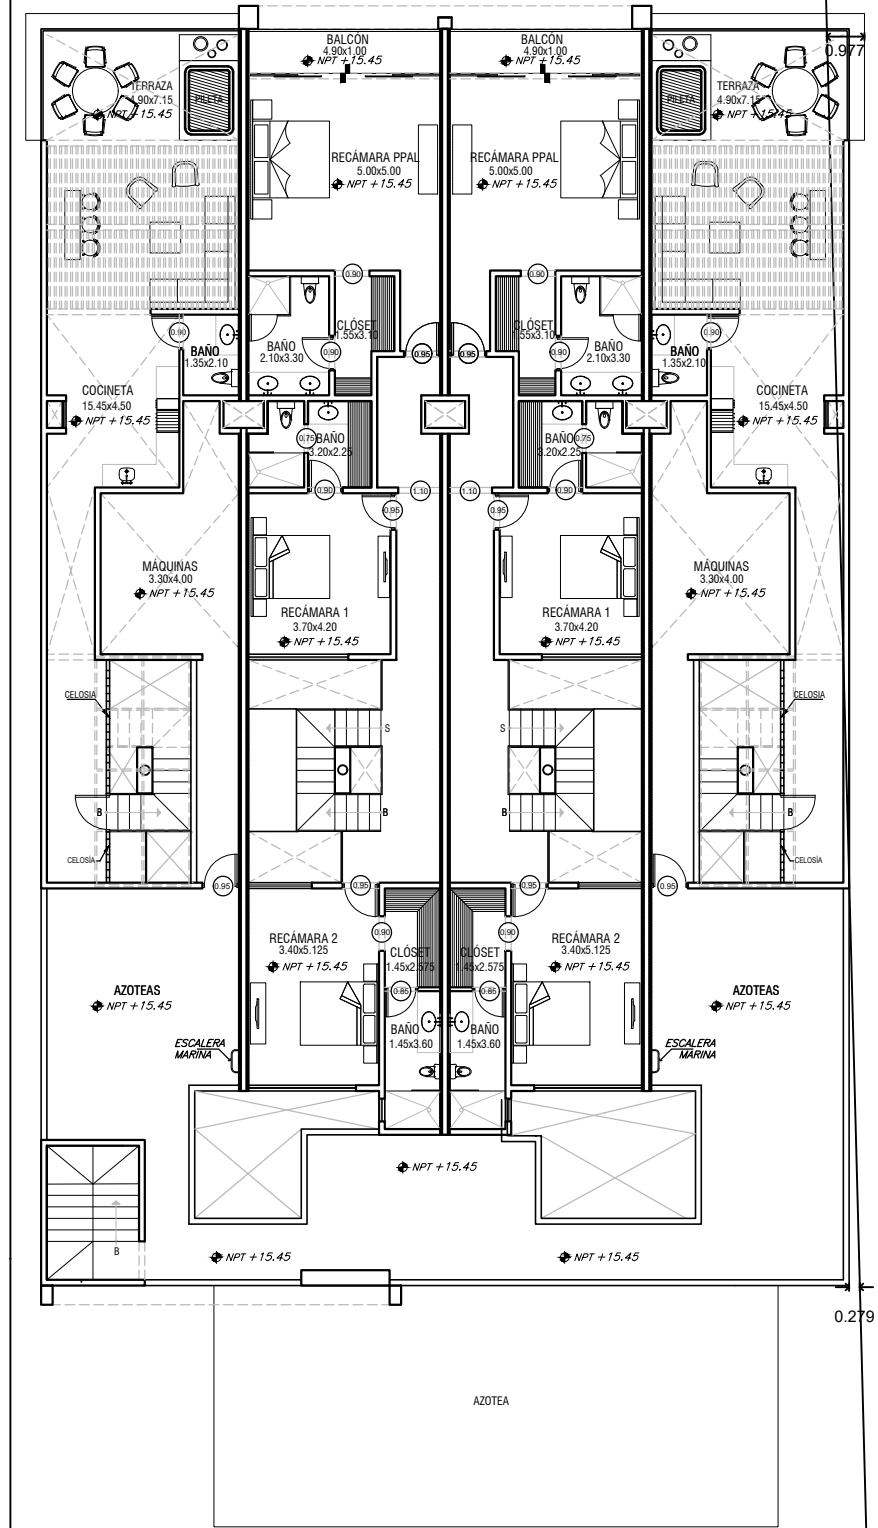 BALCÓN
4.90x1.00
NPT +15.45
BALCÓN
4.90x1.00
NPT +15.45
0.977
TERRAZA
4.90x7.15
NPT +15.45
PILETA
PILETA
TERRAZA
4.90x7.15
NPT +15.45
RECÁMARA PPAL
5.00x5.00
NPT +15.45
RECÁMARA PPAL
5.00x5.00
NPT +15.45
0.90
0.90
CLÓSET
1.55x3.10
CLÓSET
1.55x3.10
0.90
BAÑO
1.35x2.10
BAÑO
2.10x3.30
0.90
0.95
0.95
0.90
BAÑO
2.10x3.30
BAÑO
1.35x2.10
0.90
COCINETA
15.45x4.50
NPT +15.45
COCINETA
15.45x4.50
NPT +15.45
0.75
BAÑO
3.20x2.25
BAÑO
3.20x2.25
0.75
0.90
1.10
1.10
0.90
0.95
0.95
MÁQUINAS
3.30x4.00
NPT +15.45
MÁQUINAS
3.30x4.00
NPT +15.45
RECÁMARA 1
3.70x4.20
NPT +15.45
RECÁMARA 1
3.70x4.20
NPT +15.45
CELOSIA
CELOSIA
S
S
B
B
B
B
CELOSÍA
CELOSÍA
0.95
0.95
0.95
0.95
RECÁMARA 2
3.40x5.125
NPT +15.45
0.90
0.90
RECÁMARA 2
3.40x5.125
NPT +15.45
CLÓSET
1.45x2.575
CLÓSET
1.45x2.575
AZOTEAS
NPT +15.45
0.85
0.85
AZOTEAS
NPT +15.45
BAÑO
1.45x3.60
BAÑO
1.45x3.60
ESCALERA
MARINA
ESCALERA
MARINA
NPT +15.45
B
NPT +15.45
NPT +15.45
0.279
AZOTEA